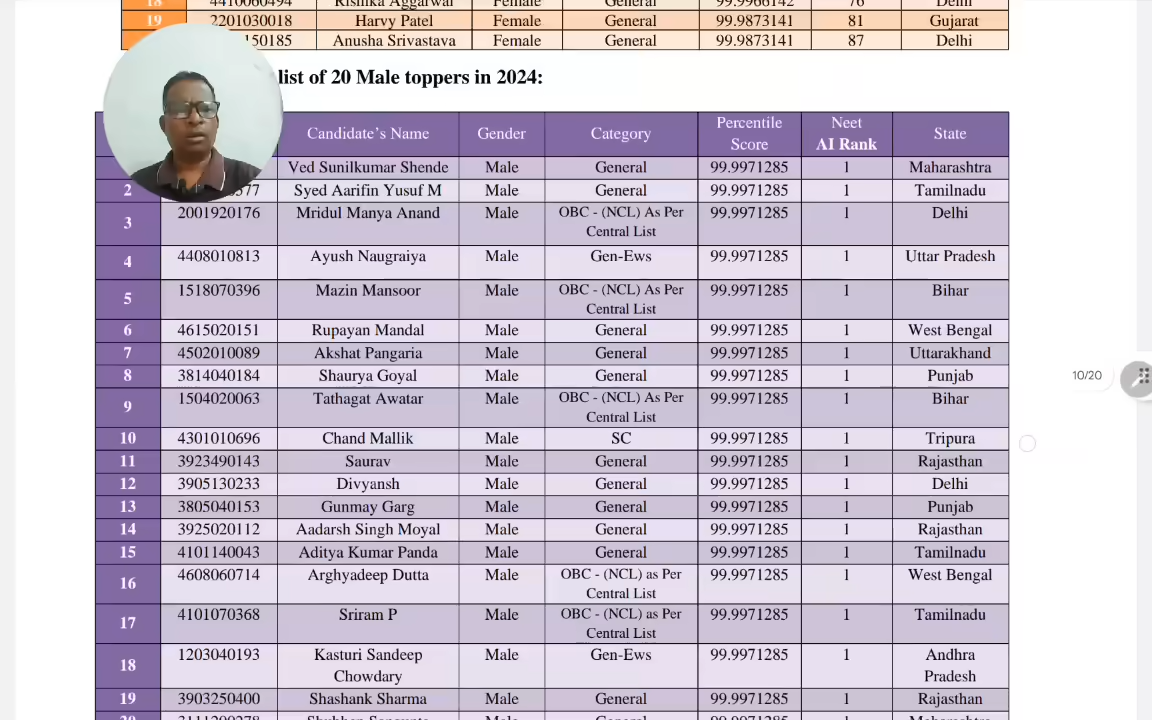 18 4410060494 Rishika Aggarwal Female General 99.9966142 76 Delhi
19 2201030018 Harvy Patel Female General 99.9873141 81 Gujarat
150185 Anusha Srivastava Female General 99.9873141 87 Delhi
list of 20 Male toppers in 2024:
Candidate's Name Gender Category Percentile Score Neet AI Rank State
Ved Sunilkumar Shende Male General 99.9971285 1 Maharashtra
2 577 Syed Aarifin Yusuf M Male General 99.9971285 1 Tamilnadu
3 2001920176 Mridul Manya Anand Male OBC - (NCL) As Per Central List 99.9971285 1 Delhi
4 4408010813 Ayush Naugraiya Male Gen-Ews 99.9971285 1 Uttar Pradesh
5 1518070396 Mazin Mansoor Male OBC - (NCL) As Per Central List 99.9971285 1 Bihar
6 4615020151 Rupayan Mandal Male General 99.9971285 1 West Bengal
7 4502010089 Akshat Pangaria Male General 99.9971285 1 Uttarakhand
8 3814040184 Shaurya Goyal Male General 99.9971285 1 Punjab
9 1504020063 Tathagat Awatar Male OBC - (NCL) As Per Central List 99.9971285 1 Bihar
10 4301010696 Chand Mallik Male SC 99.9971285 1 Tripura
11 3923490143 Saurav Male General 99.9971285 1 Rajasthan
12 3905130233 Divyansh Male General 99.9971285 1 Delhi
13 3805040153 Gunmay Garg Male General 99.9971285 1 Punjab
14 3925020112 Aadarsh Singh Moyal Male General 99.9971285 1 Rajasthan
15 4101140043 Aditya Kumar Panda Male General 99.9971285 1 Tamilnadu
16 4608060714 Arghyadeep Dutta Male OBC - (NCL) as Per Central List 99.9971285 1 West Bengal
17 4101070368 Sriram P Male OBC - (NCL) as Per Central List 99.9971285 1 Tamilnadu
18 1203040193 Kasturi Sandeep Chowdary Male Gen-Ews 99.9971285 1 Andhra Pradesh
19 3903250400 Shashank Sharma Male General 99.9971285 1 Rajasthan
10/20